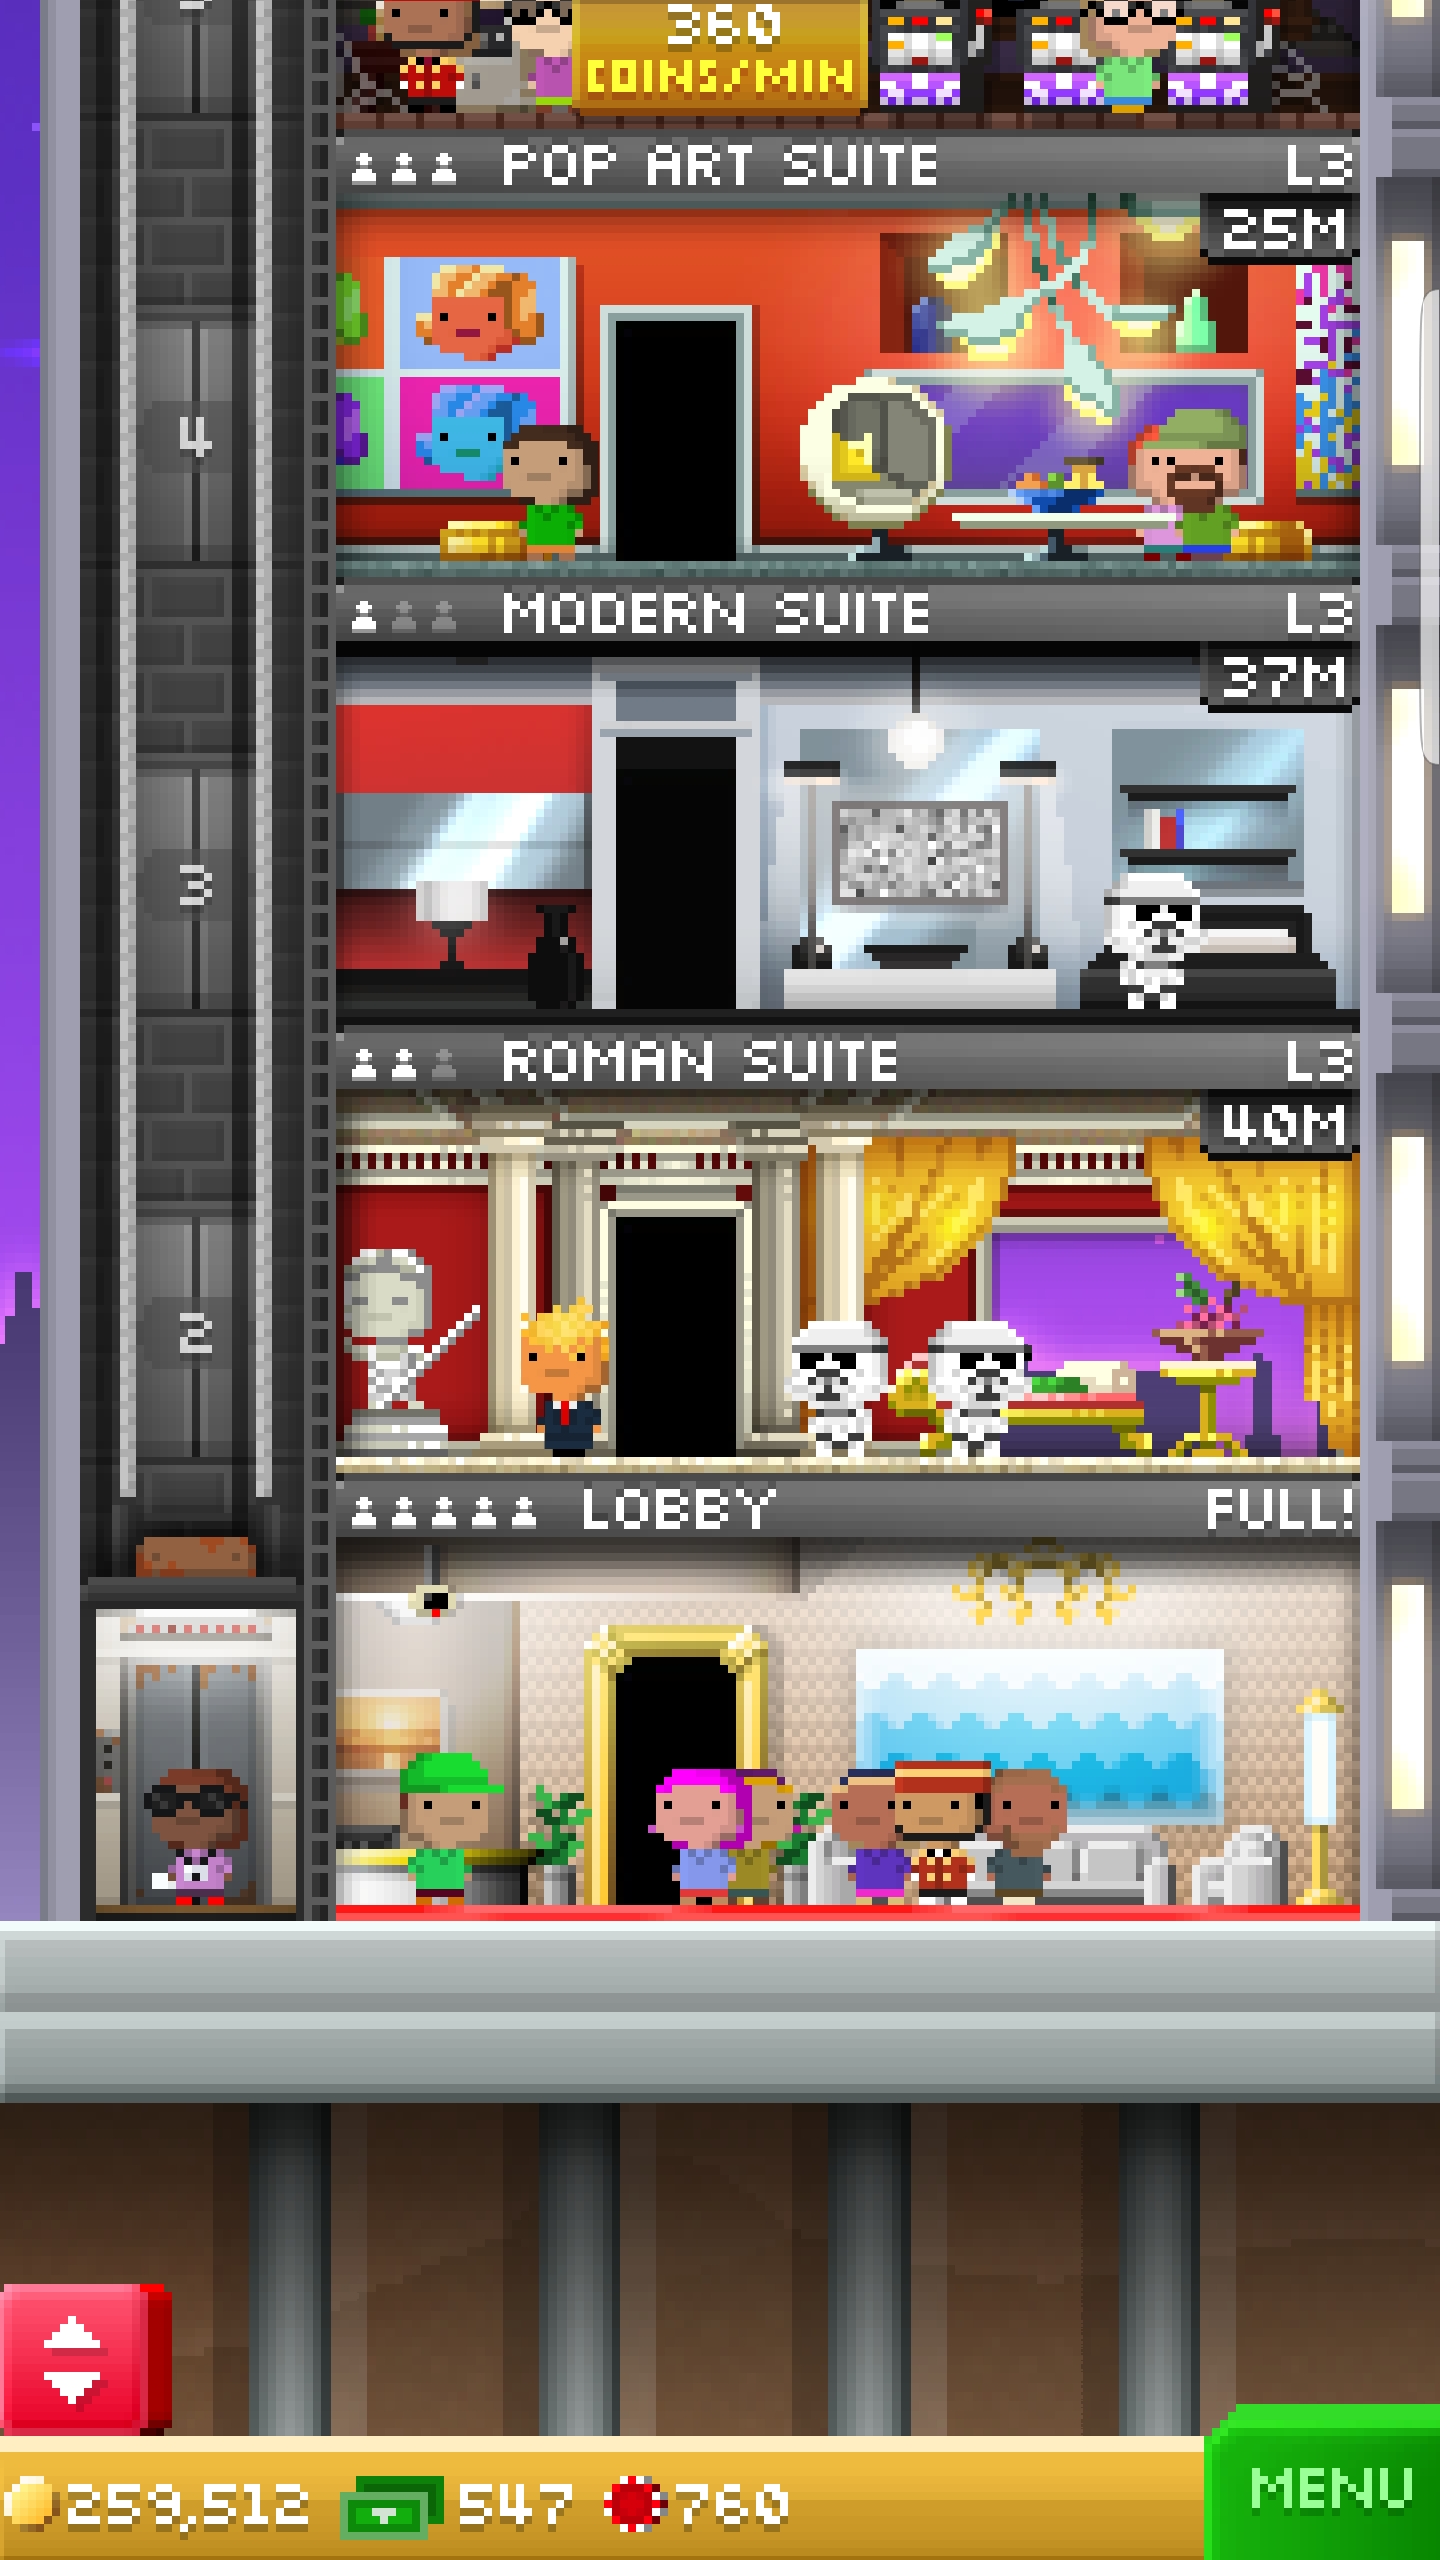 360
COINS/MIN
POP ART SUITE L3
25M
4
MODERN SUITE L3
37M
3
ROMAN SUITE L3
40M
2
LOBBY FULL!
259,512 547 760
MENU